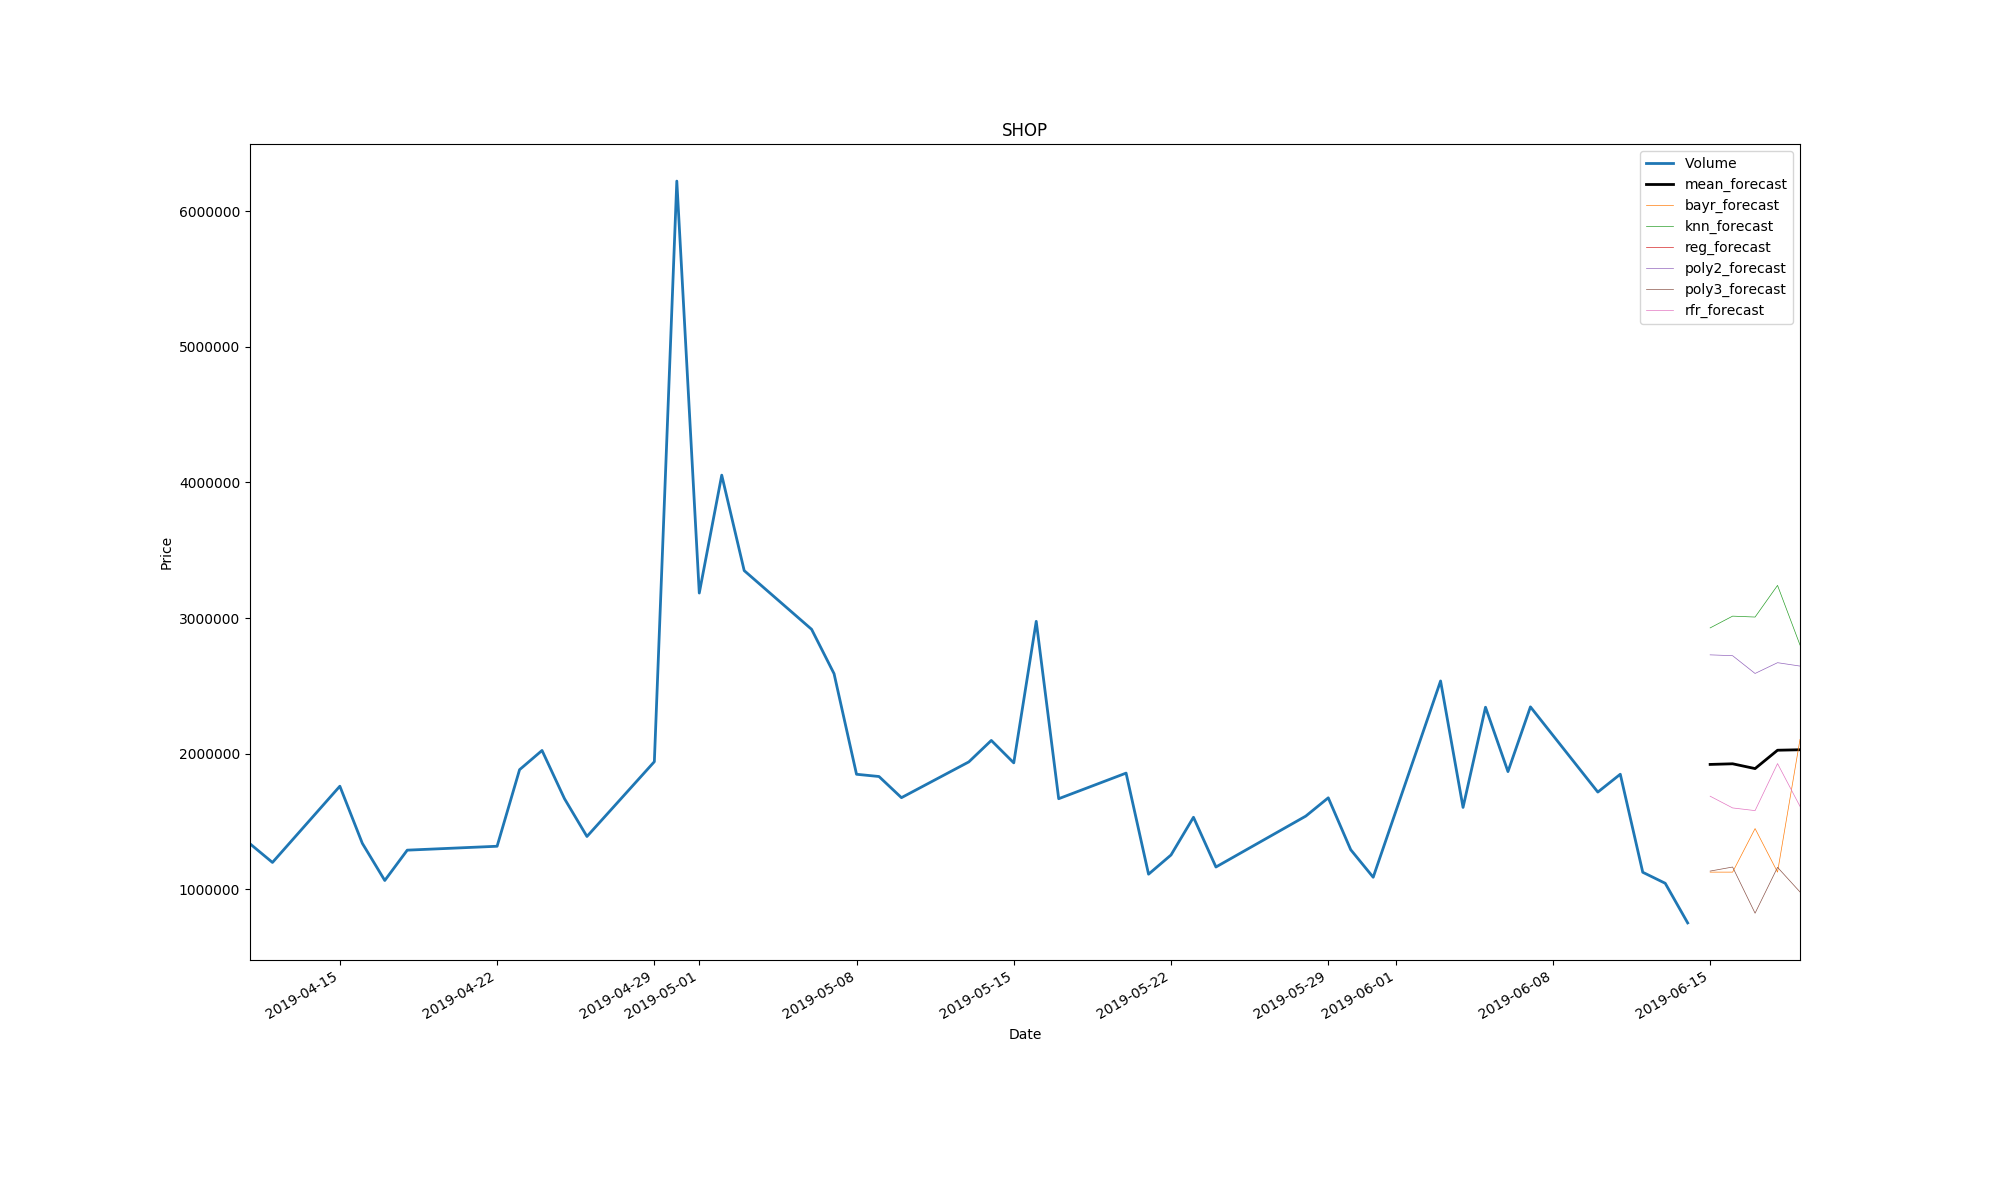 SHOP
Volume
mean_forecast
bayr_forecast
knn_forecast
reg_forecast
poly2_forecast
poly3_forecast
rfr_forecast
6000000
5000000
4000000
3000000
2000000
1000000
Price
2019-04-15
2019-04-22
2019-04-29
2019-05-01
2019-05-08
2019-05-15
2019-05-22
2019-05-29
2019-06-01
2019-06-08
2019-06-15
Date